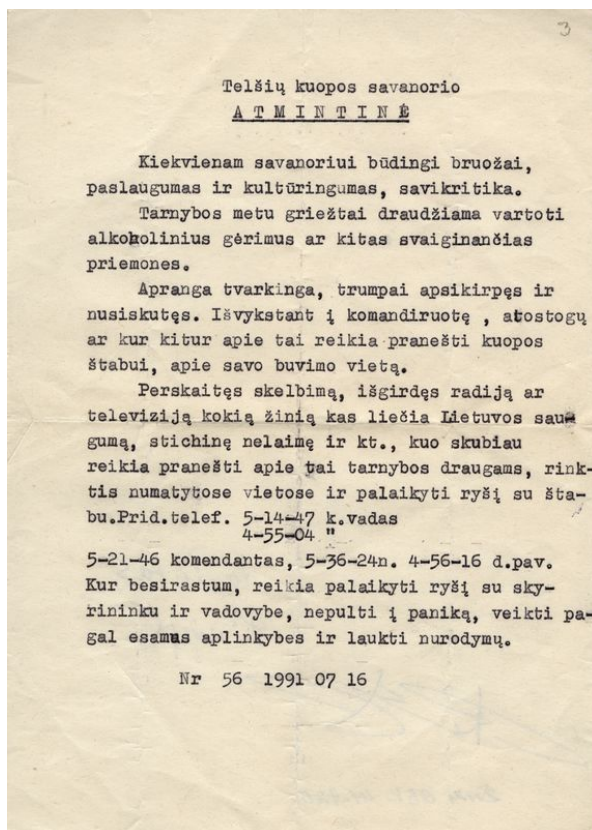 3
Telšių kuopos savanorio
ATMINTINĖ
Kiekvienam savanoriui būdingi bruožai,
paslaugumas ir kultūringumas, savikritika.
Tarnybos metu griežtai draudžiama vartoti
alkoholinius gėrimus ar kitas svaiginančias
priemones.
Apranga tvarkinga, trumpai apsikirpęs ir
nusiskutęs. Išvykstant į komandiruotę , atostogų
ar kur kitur apie tai reikia pranešti kuopos
štabui, apie savo buvimo vietą.
Perskaitęs skelbimą, išgirdęs radiją ar
televiziją kokią žinią kas liečia Lietuvos sau-
gumą, stichinę nelaimę ir kt., kuo skubiau
reikia pranešti apie tai tarnybos draugams, rink-
tis numatytose vietose ir palaikyti ryšį su šta-
bu.Prid.telef. 5-14-47 k.vadas
4-55-04 "
5-21-46 komendantas, 5-36-24n. 4-56-16 d.pav.
Kur besirastum, reikia palaikyti ryšį su sky-
rininku ir vadovybe, nepulti į paniką, veikti pa-
gal esamus aplinkybes ir laukti nurodymų.
Nr 56 1991 07 16